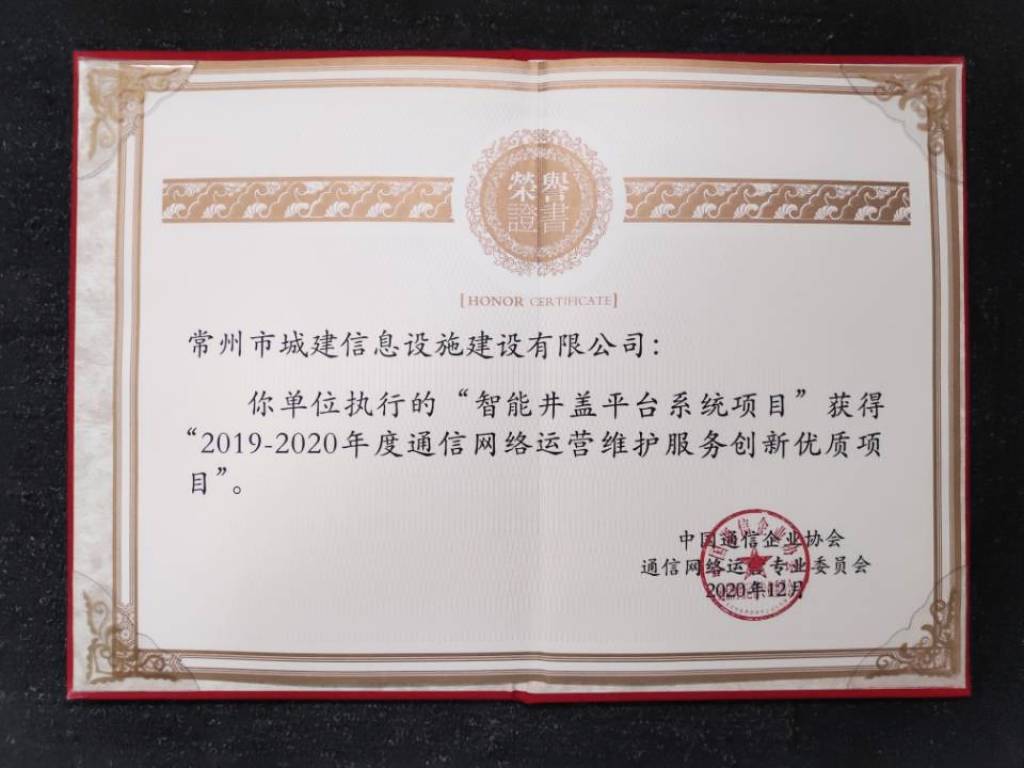 榮譽
證書
[HONOR CERTIFICATE]
常州市城建信息设施建设有限公司：
你单位执行的“智能井盖平台系统项目”获得
“2019-2020年度通信网络运营维护服务创新优质项
目”。
中国通信企业协会
通信网络运营专业委员会
2020年12月